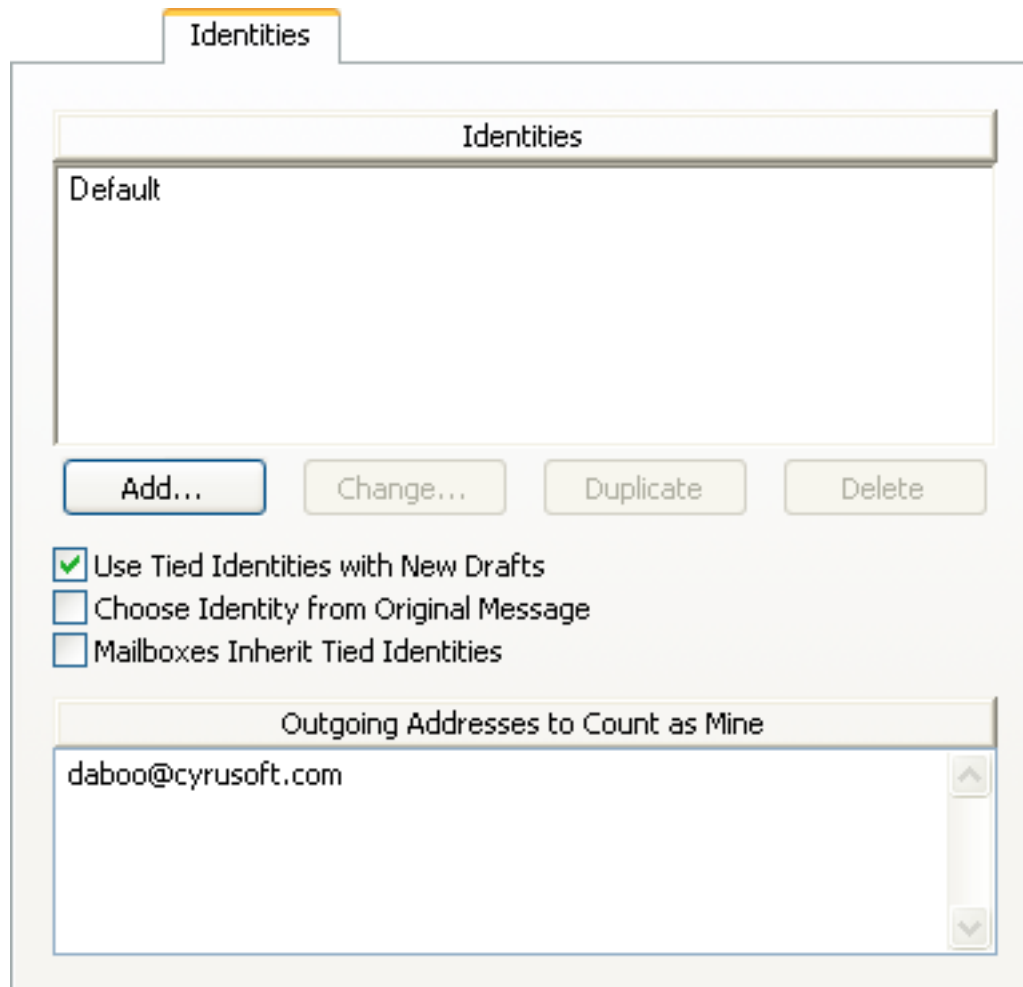 Identities
Identities
Default
Add... Change... Duplicate Delete
Use Tied Identities with New Drafts
Choose Identity from Original Message
Mailboxes Inherit Tied Identities
Outgoing Addresses to Count as Mine
daboo@cyrusoft.com